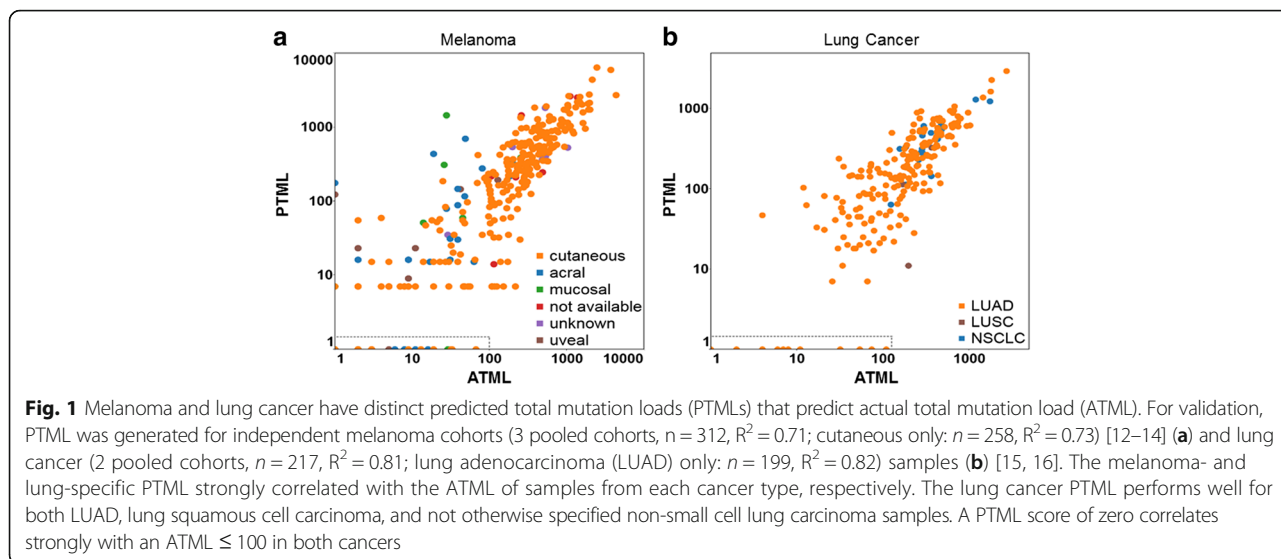 a
Melanoma
10000
1000
100
10
1
PTML
1
10
100
1000
10000
ATML
cutaneous
acral
mucosal
not available
unknown
uveal
b
Lung Cancer
1000
100
10
1
PTML
1
10
100
1000
ATML
LUAD
LUSC
NSCLC
Fig. 1 Melanoma and lung cancer have distinct predicted total mutation loads (PTMLs) that predict actual total mutation load (ATML). For validation,
PTML was generated for independent melanoma cohorts (3 pooled cohorts, n = 312, R² = 0.71; cutaneous only: n = 258, R² = 0.73) [12–14] (a) and lung
cancer (2 pooled cohorts, n = 217, R² = 0.81; lung adenocarcinoma (LUAD) only: n = 199, R² = 0.82) samples (b) [15, 16]. The melanoma- and
lung-specific PTML strongly correlated with the ATML of samples from each cancer type, respectively. The lung cancer PTML performs well for
both LUAD, lung squamous cell carcinoma, and not otherwise specified non-small cell lung carcinoma samples. A PTML score of zero correlates
strongly with an ATML ≤ 100 in both cancers